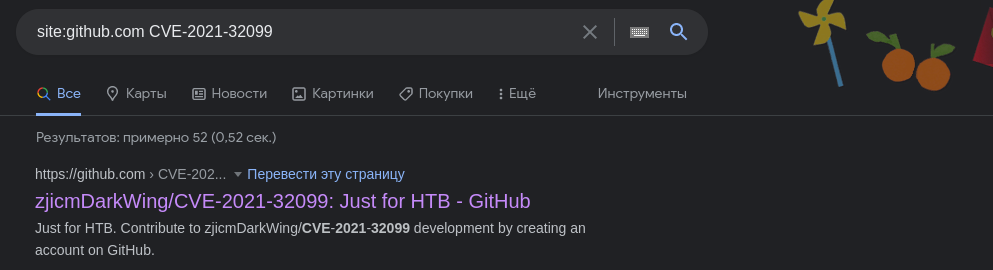 site:github.com CVE-2021-32099
Все Карты Новости Картинки Покупки Ещё Инструменты
Результатов: примерно 52 (0,52 сек.)
https://github.com › CVE-202... Перевести эту страницу
zjicmDarkWing/CVE-2021-32099: Just for HTB - GitHub
Just for HTB. Contribute to zjicmDarkWing/CVE-2021-32099 development by creating an
account on GitHub.